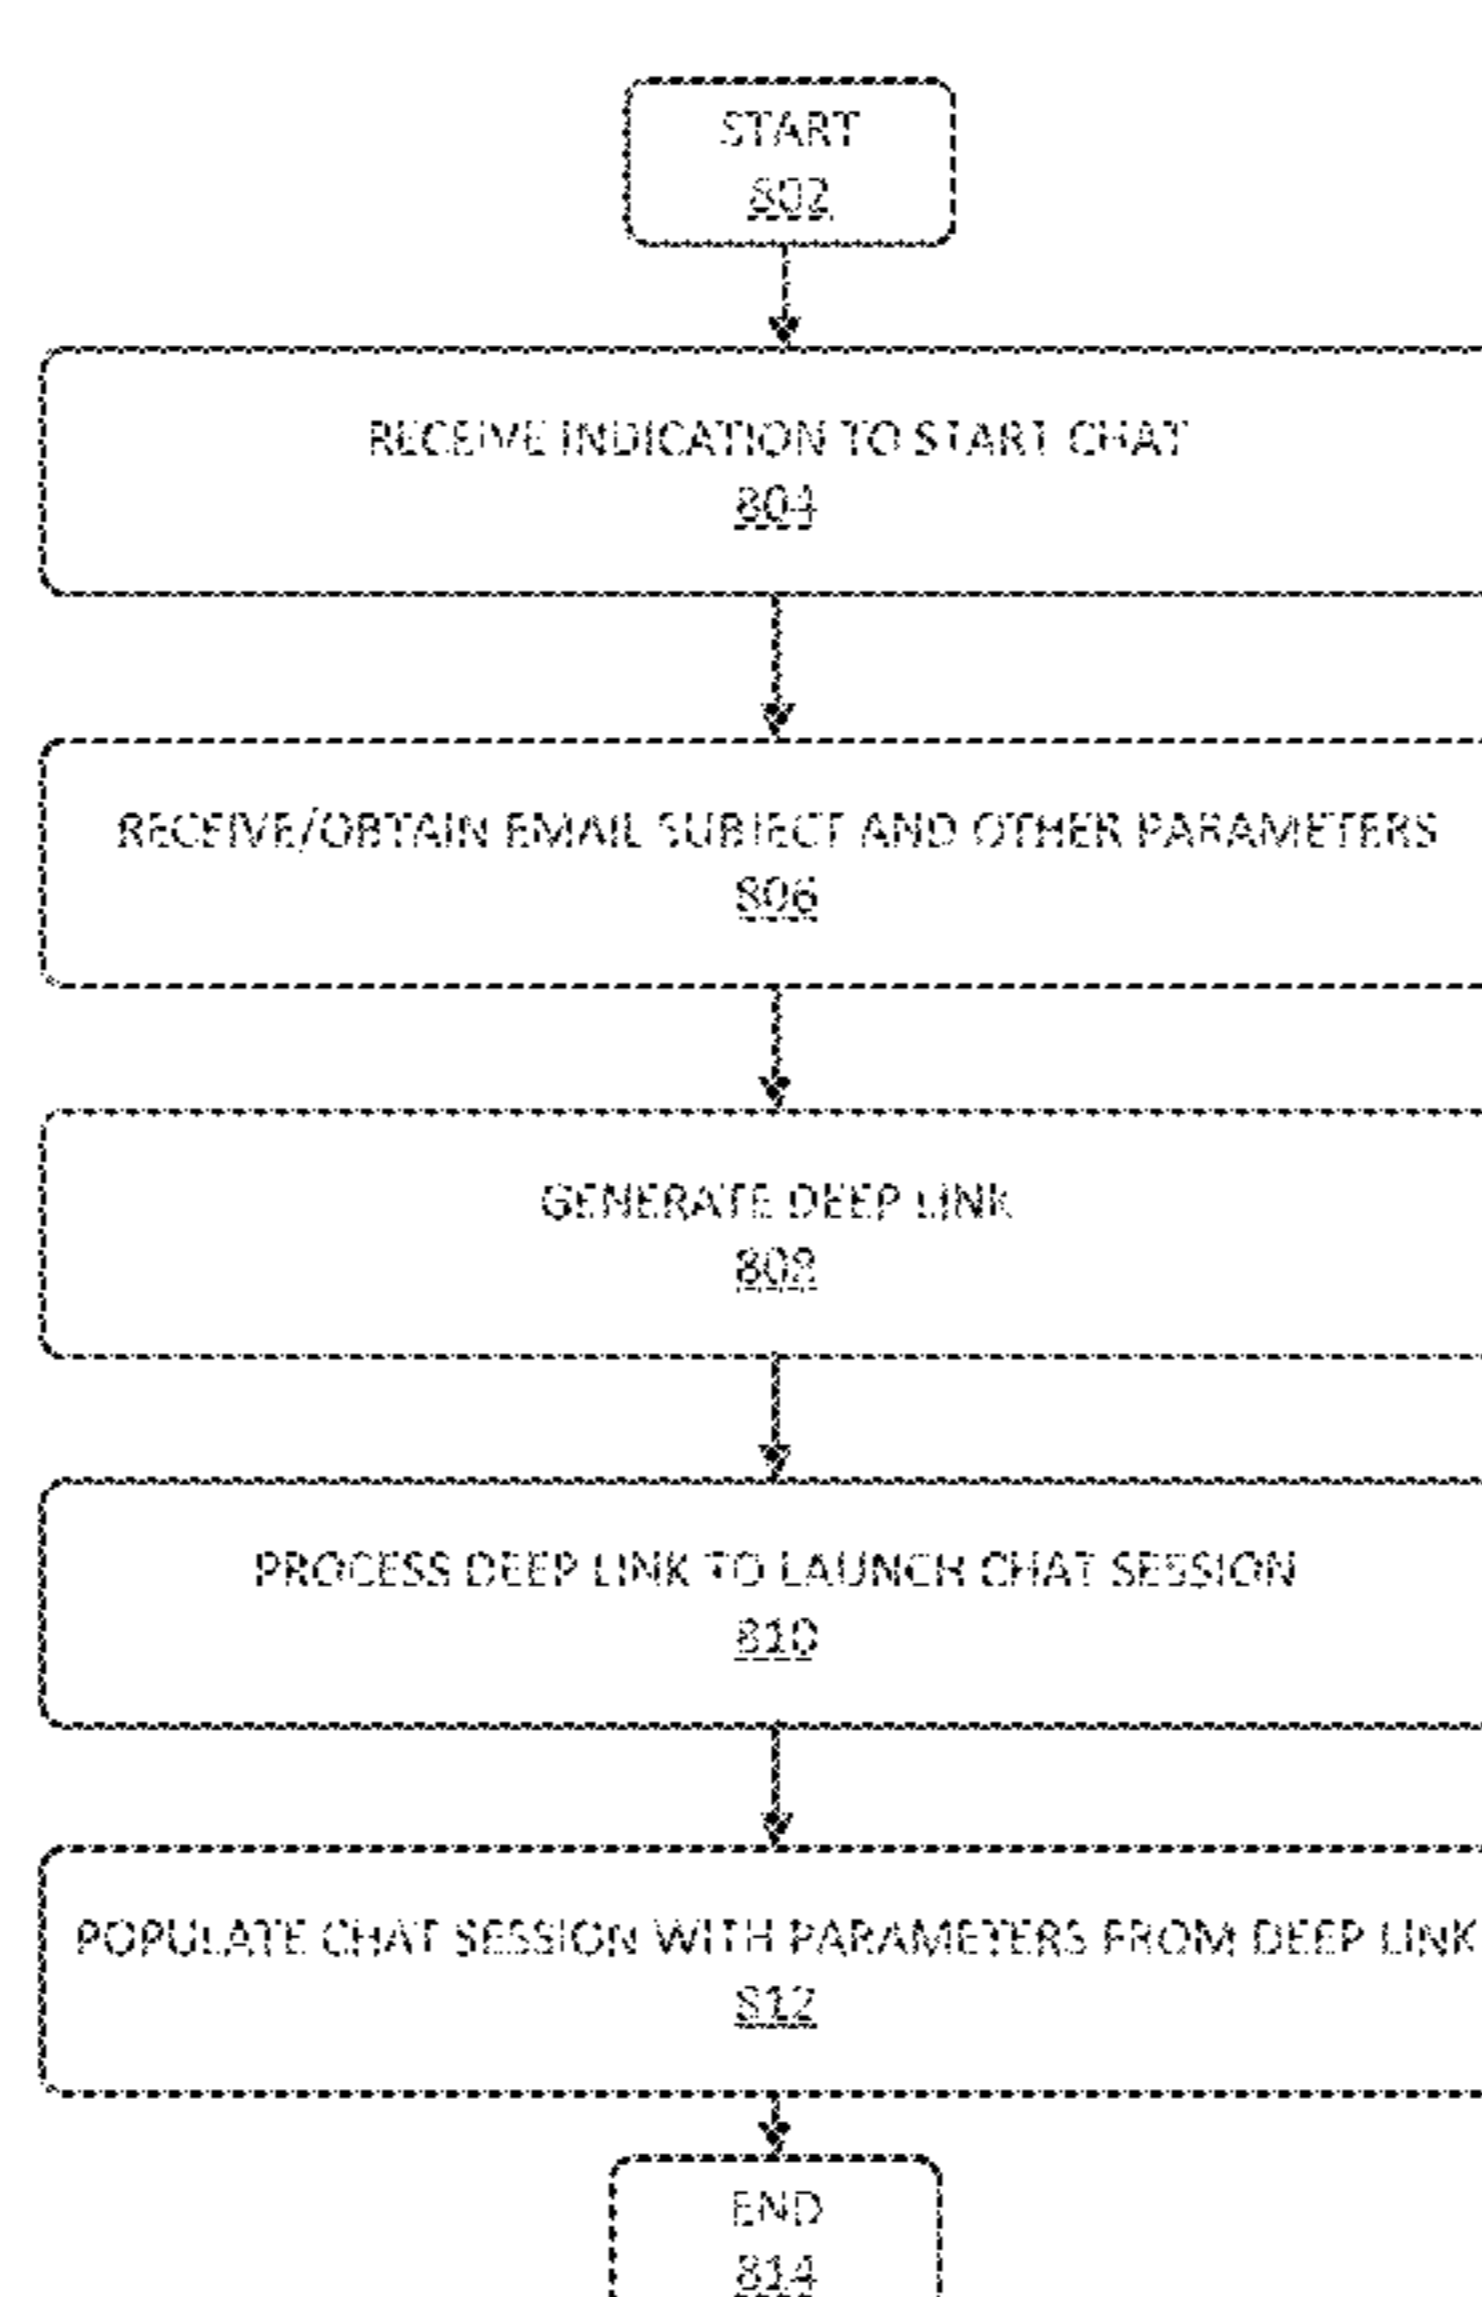 START
802
RECEIVE INDICATION TO START CHAT
804
RECEIVE/OBTAIN EMAIL SUBJECT AND OTHER PARAMETERS
806
GENERATE DEEP LINK
808
PROCESS DEEP LINK TO LAUNCH CHAT SESSION
810
POPULATE CHAT SESSION WITH PARAMETERS FROM DEEP LINK
812
END
814